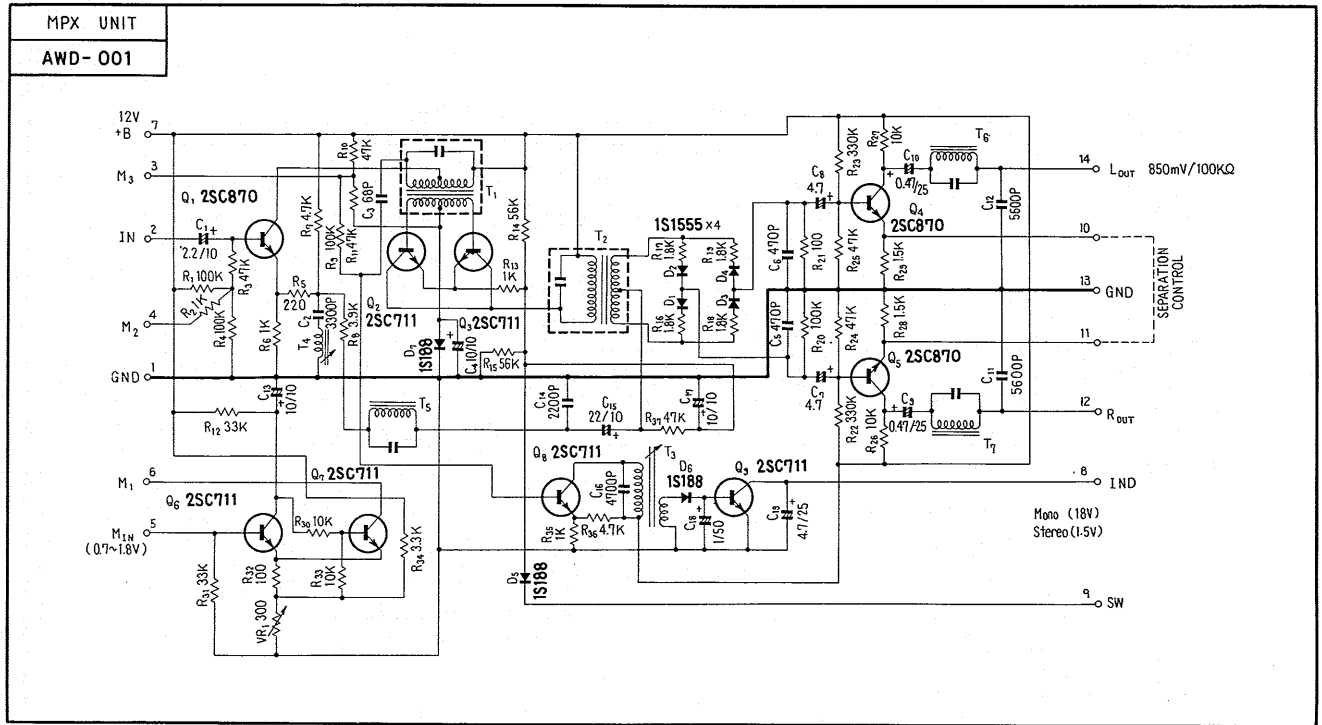 MPX UNIT
AWD-001
12V
+B 7
3
M3
Q1 2SC870
IN 2
C1 +
2.2/10
R1 100K
R2 1K
R3 47K
R4 100K
4
M2
R5
220
R6 1K
R7 4.7K
C2
3300P
T4
R8 3.9K
R9 100K
R10
47K
R11 47K
C3 68P
T1
Q2
2SC711
Q3 2SC711
R13
1K
R14 56K
D7
1S188
C4 10/10
R15 56K
GND 1
C13
10/10
R12 33K
T5
T2
1S1555 ×4
R17
1.8K
R19
1.8K
D2
D4
D1
D3
R16
1.8K
R18
1.8K
C6 470P
C5 470P
C8
4.7
R21 100
R20 100K
C7
4.7
R23 330K
R25 47K
R24 47K
R22 330K
R27
10K
Q4
2SC870
R29 1.5K
R28 1.5K
Q5 2SC870
R26 10K
C10
0.47/25
T6
C12
5600P
C11
5600P
C9
0.47/25
T7
14 LOUT 850mV/100KΩ
10
13 GND
11
SEPARATION
CONTROL
12
ROUT
8
IND
Mono (18V)
Stereo (1.5V)
9
SW
C14
2200P
C15
22/10
R37 47K
C17
10/10
Q8
2SC711
C16
4700P
T3
D6
1S188
Q9 2SC711
R35
1K
R36 4.7K
C18
1/50
C19
4.7/25
D5
1S188
6
M1
Q7 2SC711
Q6 2SC711
5
MIN
(0.7~1.8V)
R30 10K
R31 33K
R32
100
R33
10K
R34 3.3K
VR1 300